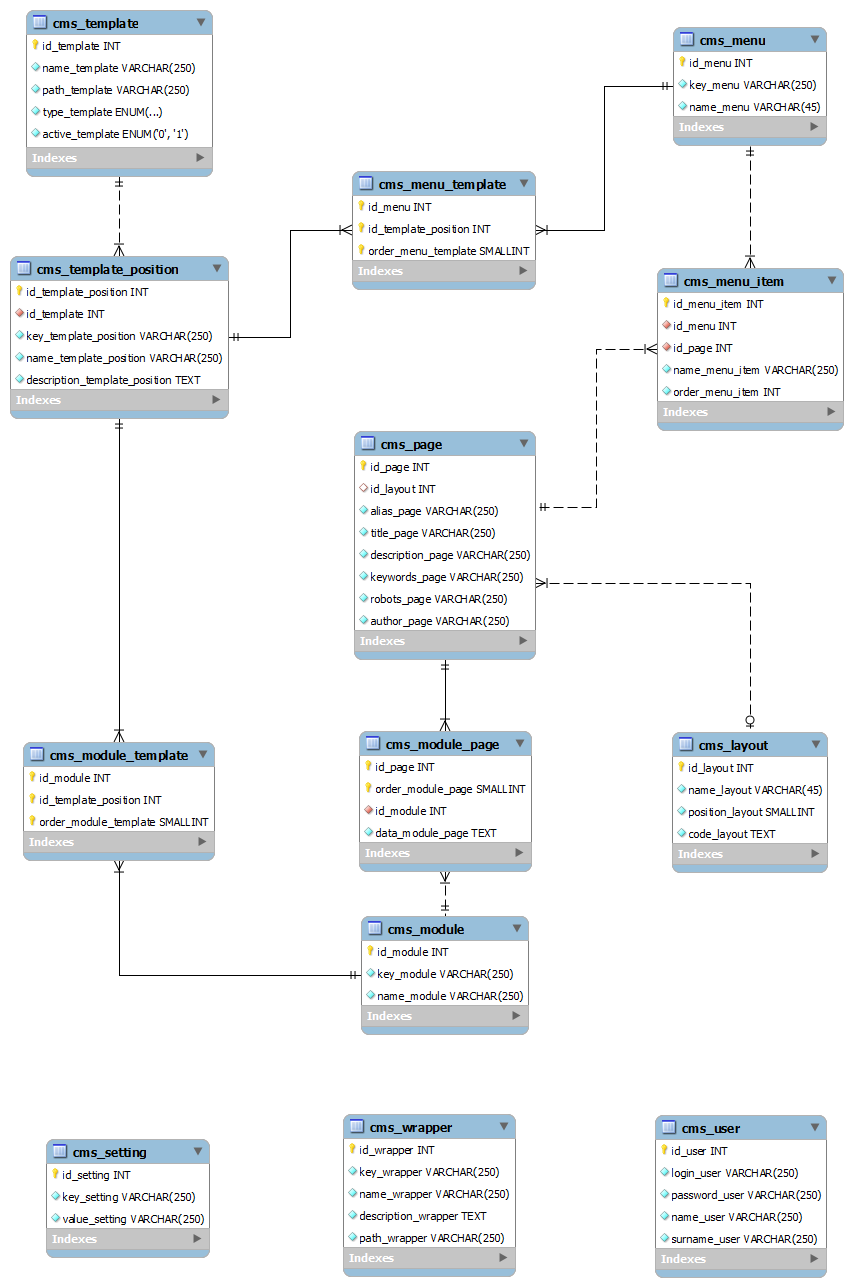 cms_template
id_template INT
name_template VARCHAR(250)
path_template VARCHAR(250)
type_template ENUM(...)
active_template ENUM('0', '1')
Indexes
cms_menu
id_menu INT
key_menu VARCHAR(250)
name_menu VARCHAR(45)
Indexes
cms_menu_template
id_menu INT
id_template_position INT
order_menu_template SMALLINT
Indexes
cms_template_position
id_template_position INT
id_template INT
key_template_position VARCHAR(250)
name_template_position VARCHAR(250)
description_template_position TEXT
Indexes
cms_menu_item
id_menu_item INT
id_menu INT
id_page INT
name_menu_item VARCHAR(250)
order_menu_item INT
Indexes
cms_page
id_page INT
id_layout INT
alias_page VARCHAR(250)
title_page VARCHAR(250)
description_page VARCHAR(250)
keywords_page VARCHAR(250)
robots_page VARCHAR(250)
author_page VARCHAR(250)
Indexes
cms_module_template
id_module INT
id_template_position INT
order_module_template SMALLINT
Indexes
cms_module_page
id_page INT
order_module_page SMALLINT
id_module INT
data_module_page TEXT
Indexes
cms_layout
id_layout INT
name_layout VARCHAR(45)
position_layout SMALLINT
code_layout TEXT
Indexes
cms_module
id_module INT
key_module VARCHAR(250)
name_module VARCHAR(250)
Indexes
cms_setting
id_setting INT
key_setting VARCHAR(250)
value_setting VARCHAR(250)
Indexes
cms_wrapper
id_wrapper INT
key_wrapper VARCHAR(250)
name_wrapper VARCHAR(250)
description_wrapper TEXT
path_wrapper VARCHAR(250)
Indexes
cms_user
id_user INT
login_user VARCHAR(250)
password_user VARCHAR(250)
name_user VARCHAR(250)
surname_user VARCHAR(250)
Indexes